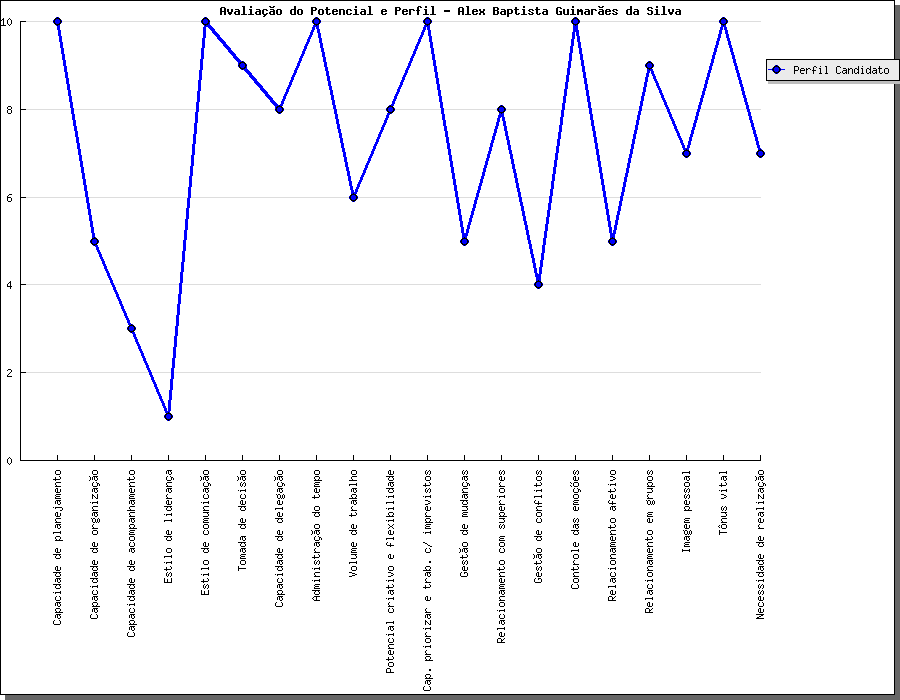 Avaliação do Potencial e Perfil - Alex Baptista Guimarães da Silva
Perfil Candidato
10
8
6
4
2
0
Capacidade de planejamento
Capacidade de organização
Capacidade de acompanhamento
Estilo de liderança
Estilo de comunicação
Tomada de decisão
Capacidade de delegação
Administração do tempo
Volume de trabalho
Potencial criativo e flexibilidade
Cap. priorizar e trab. c/ imprevistos
Gestão de mudanças
Relacionamento com superiores
Gestão de conflitos
Controle das emoções
Relacionamento afetivo
Relacionamento em grupos
Imagem pessoal
Tônus vital
Necessidade de realização